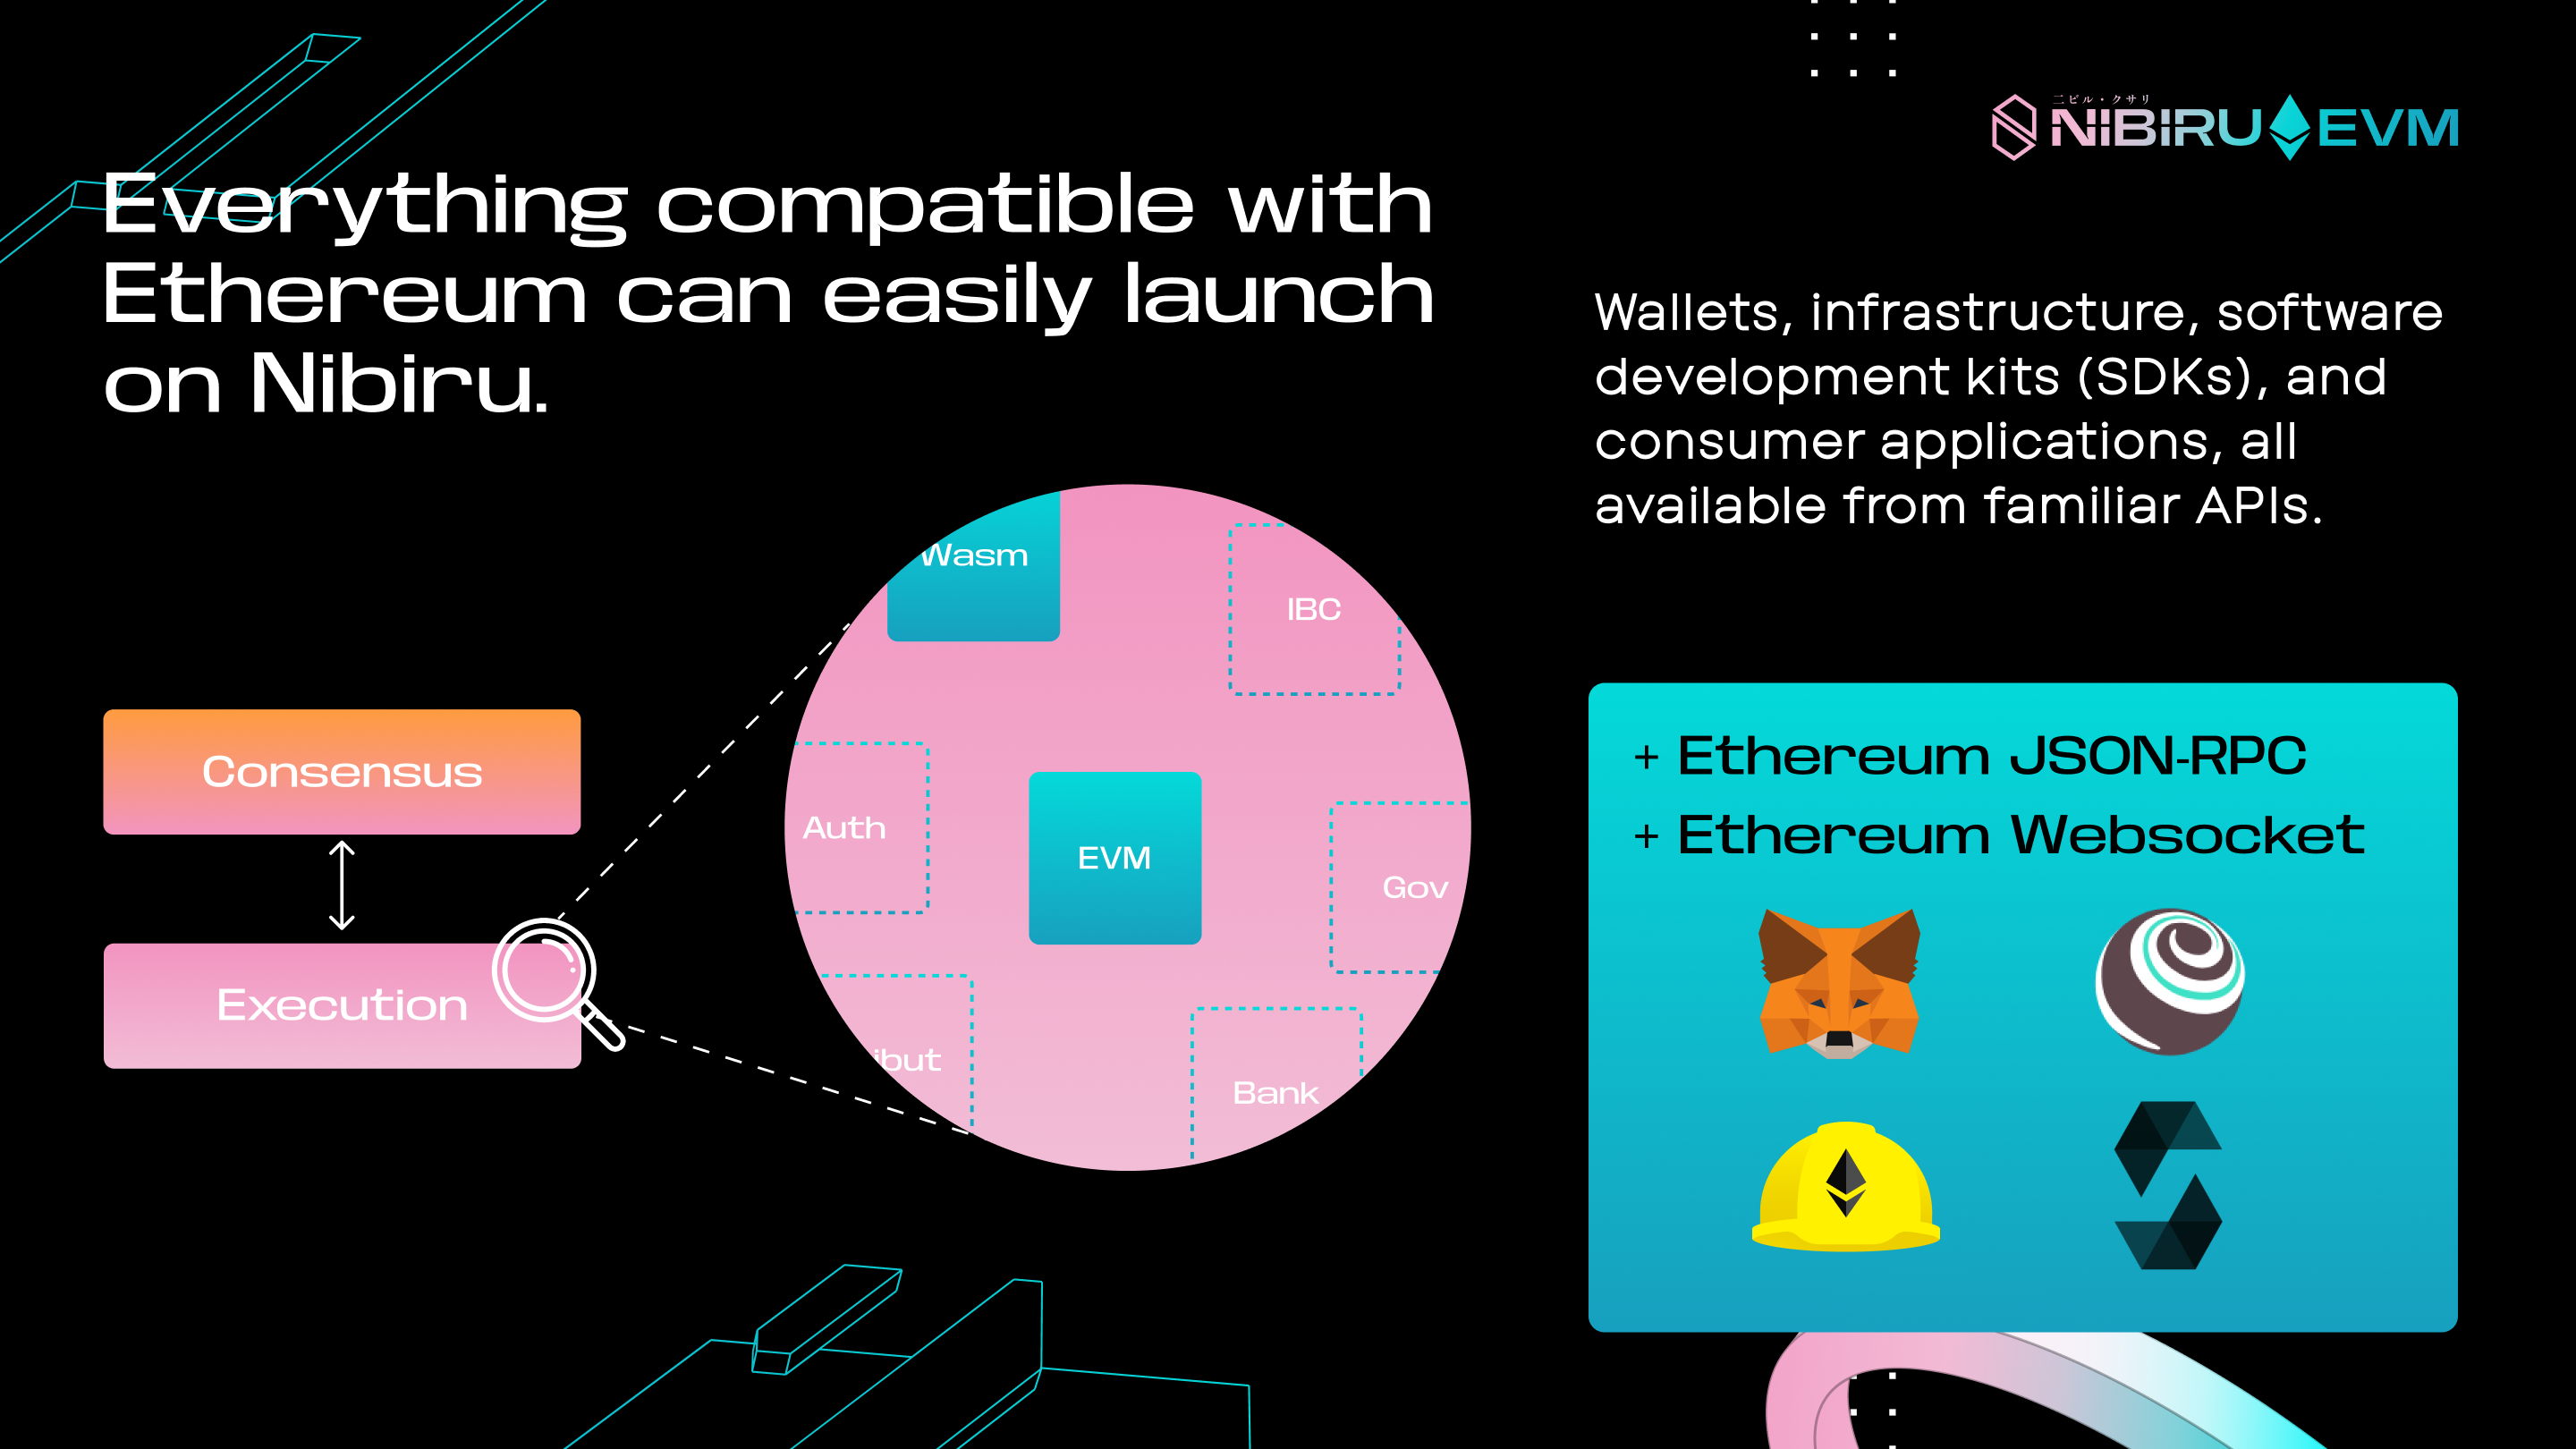 ニビル・クサリ
NIBIRU EVM
Everything compatible with
Ethereum can easily launch
on Nibiru.
Wallets, infrastructure, software
development kits (SDKs), and
consumer applications, all
available from familiar APIs.
Consensus
Execution
Wasm
IBC
Auth
EVM
Gov
ibut
Bank
+ Ethereum JSON-RPC
+ Ethereum Websocket